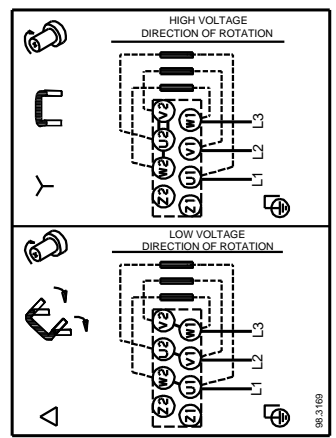 HIGH VOLTAGE
DIRECTION OF ROTATION
V2
W1
L3
U2
V1
L2
W2
U1
L1
Z2
Z1
LOW VOLTAGE
DIRECTION OF ROTATION
V2
W1
L3
U2
V1
L2
W2
U1
L1
Z2
Z1
98.3169